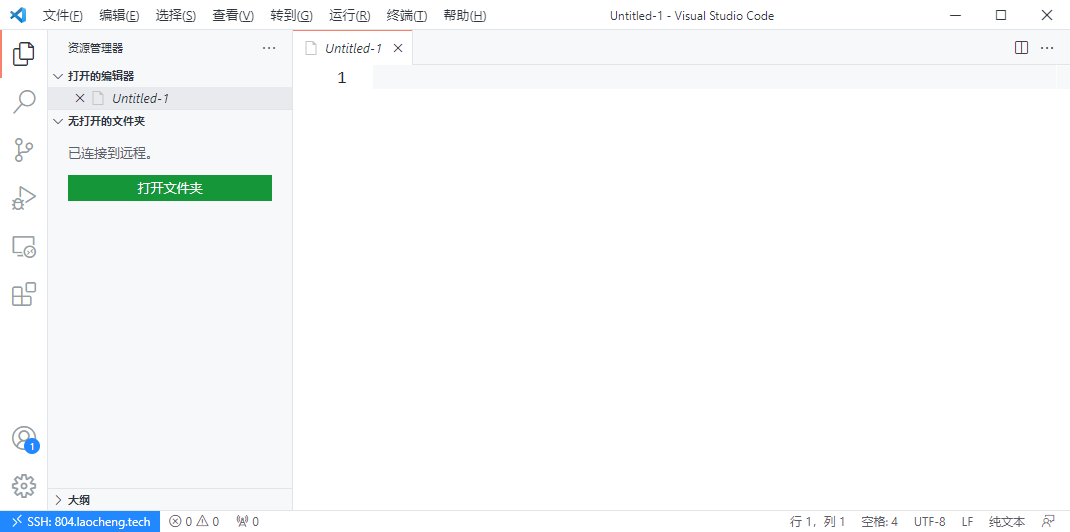 文件(F) 编辑(E) 选择(S) 查看(V) 转到(G) 运行(R) 终端(T) 帮助(H) Untitled-1 - Visual Studio Code
资源管理器
Untitled-1
打开的编辑器
1
Untitled-1
无打开的文件夹
已连接到远程。
打开文件夹
1
大纲
SSH: 804.laocheng.tech 0 0 0 行 1，列 1 空格: 4 UTF-8 LF 纯文本